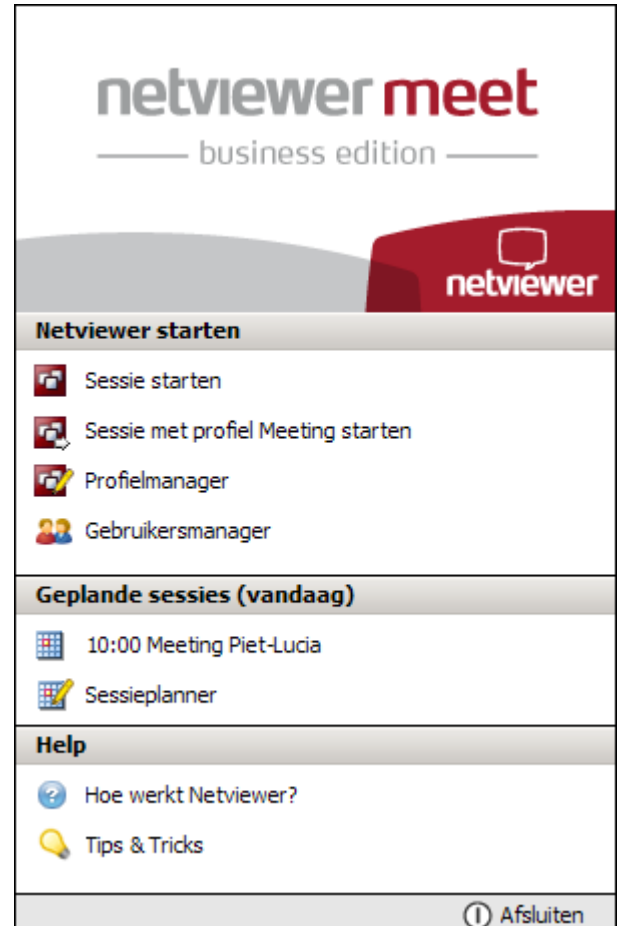 netviewer meet
business edition
netviewer
Netviewer starten
Sessie starten
Sessie met profiel Meeting starten
Profielmanager
Gebruikersmanager
Geplande sessies (vandaag)
10:00 Meeting Piet-Lucia
Sessieplanner
Help
Hoe werkt Netviewer?
Tips & Tricks
Afsluiten